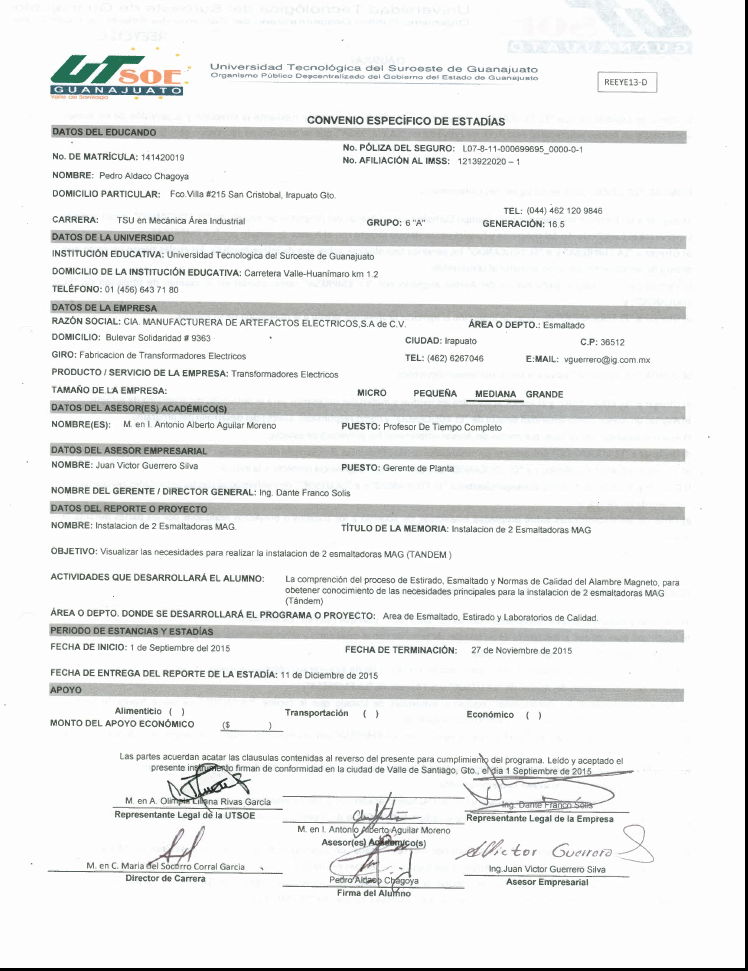 UTSOE
GUANAJUATO
Valle de Santiago
Universidad Tecnológica del Suroeste de Guanajuato
Organismo Público Descentralizado del Gobierno del Estado de Guanajuato
REEYE13-D
CONVENIO ESPECÍFICO DE ESTADÍAS
DATOS DEL EDUCANDO
No. PÓLIZA DEL SEGURO: L07-8-11-000699695_0000-0-1
No. DE MATRÍCULA: 141420019
No. AFILIACIÓN AL IMSS: 1213922020 – 1
NOMBRE: Pedro Aldaco Chagoya
DOMICILIO PARTICULAR: Fco.Villa #215 San Cristobal, Irapuato Gto.
TEL: (044) 462 120 9846
CARRERA: TSU en Mecánica Área Industrial GRUPO: 6 "A" GENERACIÓN: 16.5
DATOS DE LA UNIVERSIDAD
INSTITUCIÓN EDUCATIVA: Universidad Tecnologica del Suroeste de Guanajuato
DOMICILIO DE LA INSTITUCIÓN EDUCATIVA: Carretera Valle-Huanímaro km 1.2
TELÉFONO: 01 (456) 643 71 80
DATOS DE LA EMPRESA
RAZÓN SOCIAL: CIA. MANUFACTURERA DE ARTEFACTOS ELECTRICOS,S.A de C.V. ÁREA O DEPTO.: Esmaltado
DOMICILIO: Bulevar Solidaridad # 9363 CIUDAD: Irapuato C.P: 36512
GIRO: Fabricacion de Transformadores Electricos TEL: (462) 6267046 E:MAIL: vguerrero@ig.com.mx
PRODUCTO / SERVICIO DE LA EMPRESA: Transformadores Electricos
TAMAÑO DE LA EMPRESA: MICRO PEQUEÑA MEDIANA GRANDE
DATOS DEL ASESOR(ES) ACADÉMICO(S)
NOMBRE(ES): M. en I. Antonio Alberto Aguilar Moreno PUESTO: Profesor De Tiempo Completo
DATOS DEL ASESOR EMPRESARIAL
NOMBRE: Juan Victor Guerrero Silva PUESTO: Gerente de Planta
NOMBRE DEL GERENTE / DIRECTOR GENERAL: Ing. Dante Franco Solis
DATOS DEL REPORTE O PROYECTO
NOMBRE: Instalacion de 2 Esmaltadoras MAG. TÍTULO DE LA MEMORIA: Instalacion de 2 Esmaltadoras MAG
OBJETIVO: Visualizar las necesidades para realizar la instalacion de 2 esmaltadoras MAG (TANDEM )
ACTIVIDADES QUE DESARROLLARÁ EL ALUMNO: La comprención del proceso de Estirado, Esmaltado y Normas de Calidad del Alambre Magneto, para
obetener conocimiento de las necesidades principales para la instalacion de 2 esmaltadoras MAG
(Tándem)
ÁREA O DEPTO. DONDE SE DESARROLLARÁ EL PROGRAMA O PROYECTO: Area de Esmaltado, Estirado y Laboratorios de Calidad.
PERIODO DE ESTANCIAS Y ESTADÍAS
FECHA DE INICIO: 1 de Septiembre del 2015 FECHA DE TERMINACIÓN: 27 de Noviembre de 2015
FECHA DE ENTREGA DEL REPORTE DE LA ESTADÍA: 11 de Diciembre de 2015
APOYO
Alimenticio ( ) Transportación ( ) Económico ( )
MONTO DEL APOYO ECONÓMICO ($ )
Las partes acuerdan acatar las clausulas contenidas al reverso del presente para cumplimiento del programa. Leído y aceptado el
presente instrumento firman de conformidad en la ciudad de Valle de Santiago, Gto., el día 1 Septiembre de 2015
M. en A. Olimpia Liliana Rivas García
Representante Legal de la UTSOE
Ing. Dante Franco Solis
Representante Legal de la Empresa
M. en I. Antonio Alberto Aguilar Moreno
Asesor(es) Académico(s)
Victor Guerrero S
M. en C. Maria del Socorro Corral Garcia
Director de Carrera
Pedro Aldaco Chagoya
Firma del Alumno
Ing.Juan Victor Guerrero Silva
Asesor Empresarial